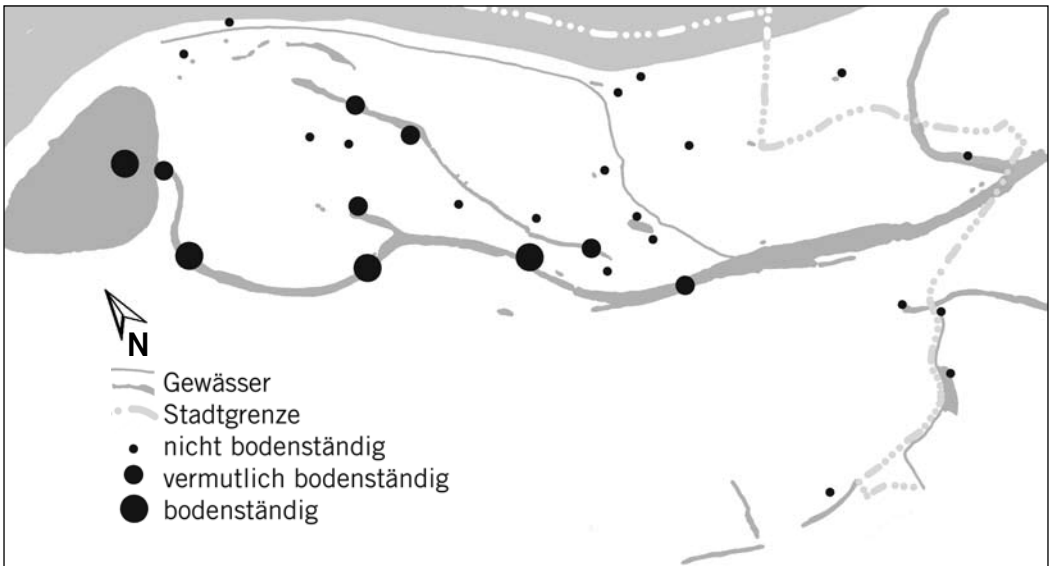 N
Gewässer
Stadtgrenze
nicht bodenständig
vermutlich bodenständig
bodenständig